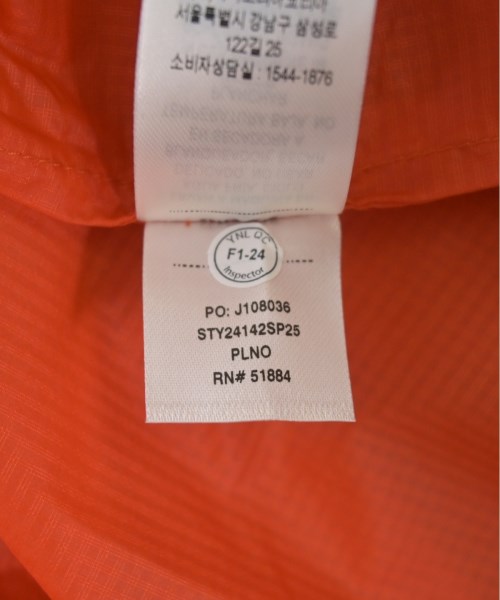 서울특별시 강남구 삼성로
122길 25
소비자상담실 : 1544-1876
YNL QC
F1-24
Inspector
PO: J108036
STY24142SP25
PLNO
RN# 51884